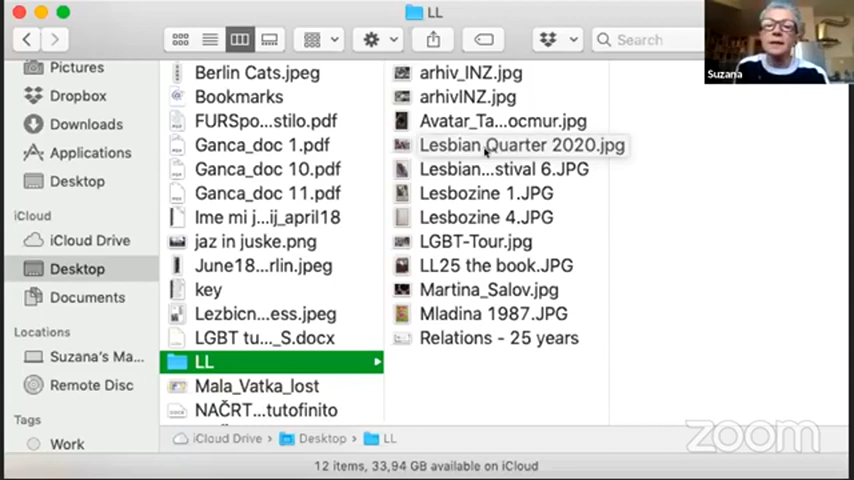 LL
Search
Suzana
Pictures
Dropbox
Downloads
Applications
Desktop
iCloud
iCloud Drive
Desktop
Documents
Locations
Suzana's Ma...
Remote Disc
Tags
Work
Berlin Cats.jpeg
Bookmarks
FURSpo...stilo.pdf
Ganca_doc 1.pdf
Ganca_doc 10.pdf
Ganca_doc 11.pdf
Ime mi j...ij_april18
jaz in juske.png
June18...rlin.jpeg
key
Lezbicn...ess.jpeg
LGBT tu..._S.docx
LL
Mala_Vatka_lost
NAČRT...tutofinito
arhiv_INZ.jpg
arhivINZ.jpg
Avatar_Ta...ocmur.jpg
Lesbian Quarter 2020.jpg
Lesbian...stival 6.JPG
Lesbozine 1.JPG
Lesbozine 4.JPG
LGBT-Tour.jpg
LL25 the book.JPG
Martina_Salov.jpg
Mladina 1987.JPG
Relations - 25 years
iCloud Drive > Desktop > LL
12 items, 33,94 GB available on iCloud
zoom